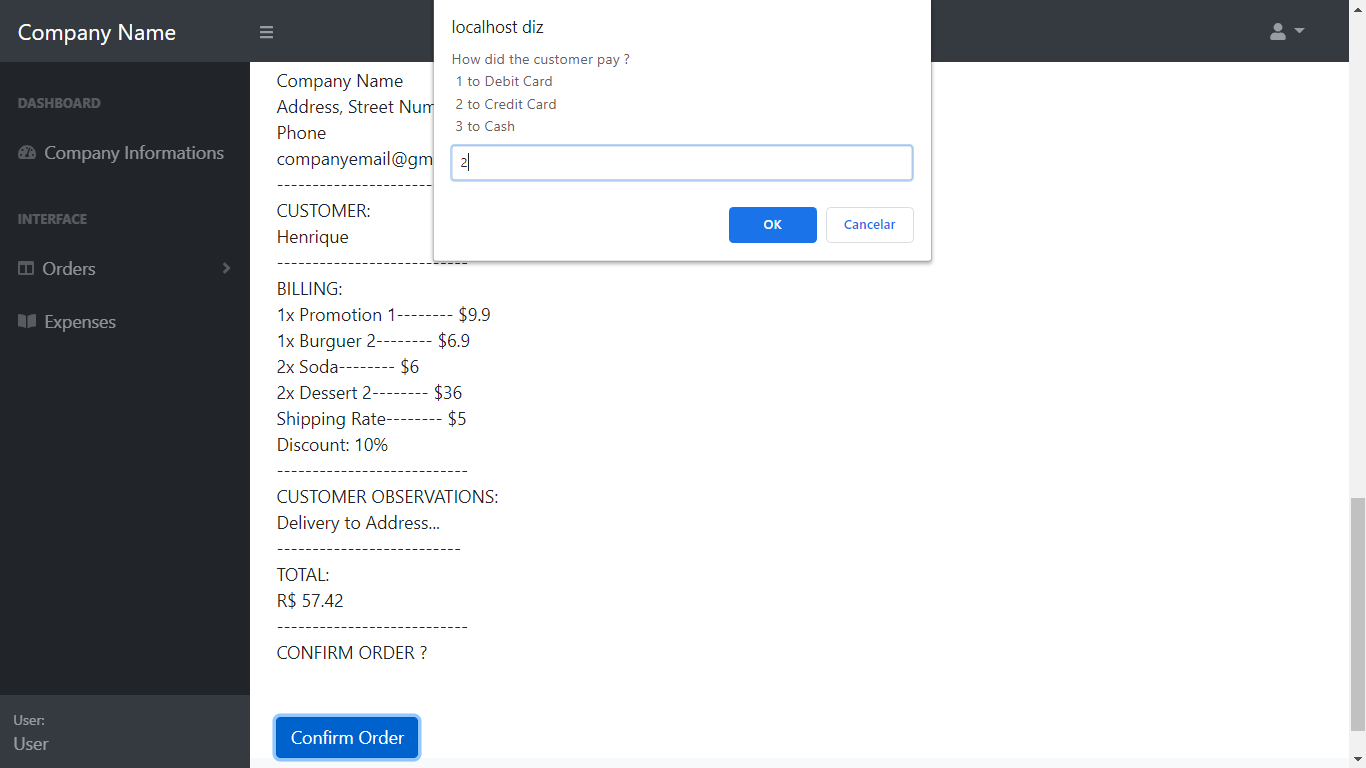 Company Name
DASHBOARD
Company Informations
INTERFACE
Orders
Expenses
User:
User
localhost diz
How did the customer pay ?
1 to Debit Card
2 to Credit Card
3 to Cash
2
OK Cancelar
Company Name
Address, Street Num
Phone
companyemail@gm
----------------------
CUSTOMER:
Henrique
---------------------------
BILLING:
1x Promotion 1-------- $9.9
1x Burguer 2-------- $6.9
2x Soda-------- $6
2x Dessert 2-------- $36
Shipping Rate-------- $5
Discount: 10%
---------------------------
CUSTOMER OBSERVATIONS:
Delivery to Address...
--------------------------
TOTAL:
R$ 57.42
---------------------------
CONFIRM ORDER ?
Confirm Order